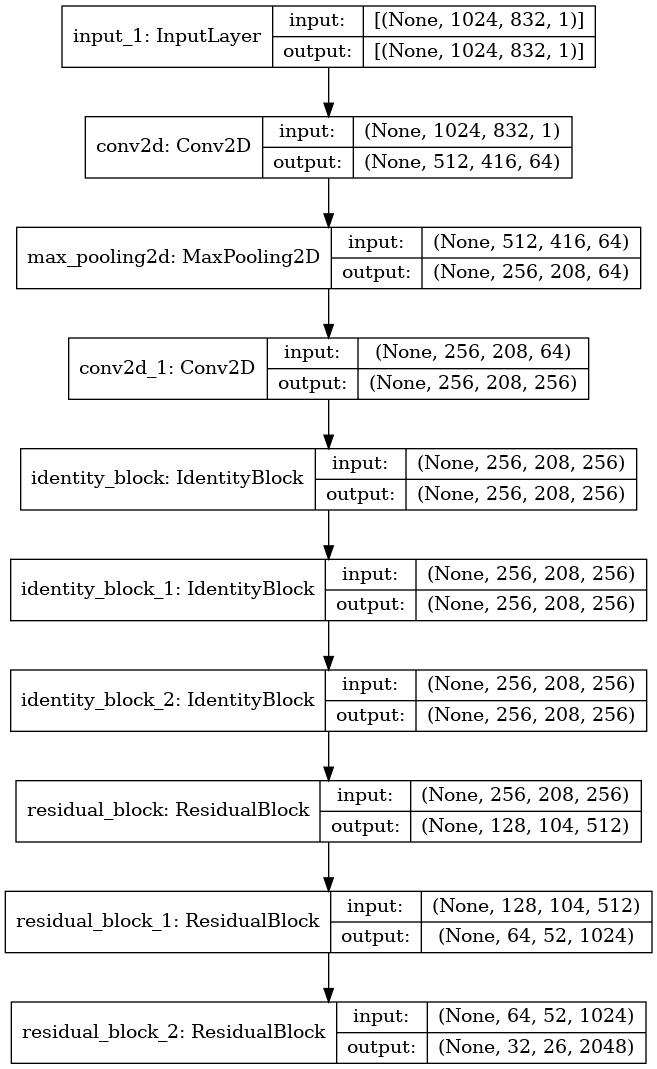 input_1: InputLayer
input: [(None, 1024, 832, 1)]
output: [(None, 1024, 832, 1)]
conv2d: Conv2D
input: (None, 1024, 832, 1)
output: (None, 512, 416, 64)
max_pooling2d: MaxPooling2D
input: (None, 512, 416, 64)
output: (None, 256, 208, 64)
conv2d_1: Conv2D
input: (None, 256, 208, 64)
output: (None, 256, 208, 256)
identity_block: IdentityBlock
input: (None, 256, 208, 256)
output: (None, 256, 208, 256)
identity_block_1: IdentityBlock
input: (None, 256, 208, 256)
output: (None, 256, 208, 256)
identity_block_2: IdentityBlock
input: (None, 256, 208, 256)
output: (None, 256, 208, 256)
residual_block: ResidualBlock
input: (None, 256, 208, 256)
output: (None, 128, 104, 512)
residual_block_1: ResidualBlock
input: (None, 128, 104, 512)
output: (None, 64, 52, 1024)
residual_block_2: ResidualBlock
input: (None, 64, 52, 1024)
output: (None, 32, 26, 2048)